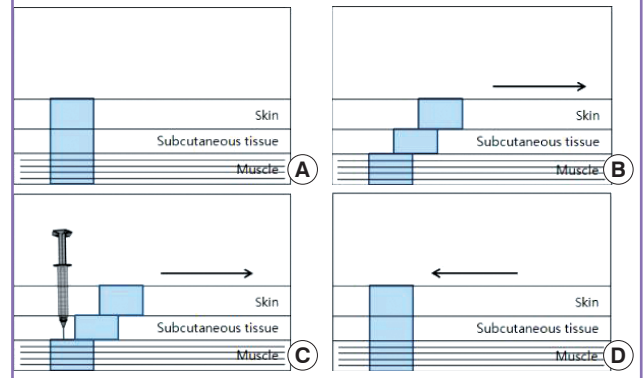 Skin
Subcutaneous tissue
Muscle
A
Skin
Subcutaneous tissue
Muscle
B
Skin
Subcutaneous tissue
Muscle
C
Skin
Subcutaneous tissue
Muscle
D